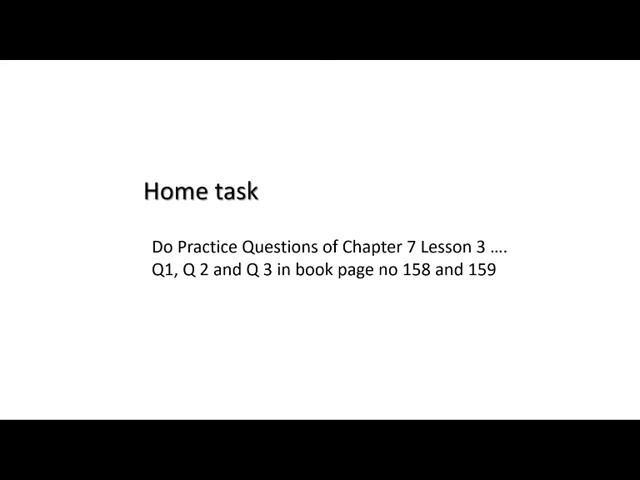 Home task
Do Practice Questions of Chapter 7 Lesson 3 ....
Q1, Q 2 and Q 3 in book page no 158 and 159